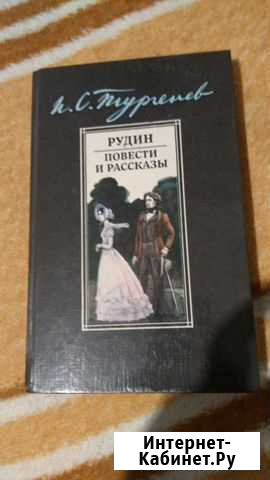 И.С.Тургенев
РУДИН
ПОВЕСТИ
И РАССКАЗЫ
Интернет-
Кабинет.Ру